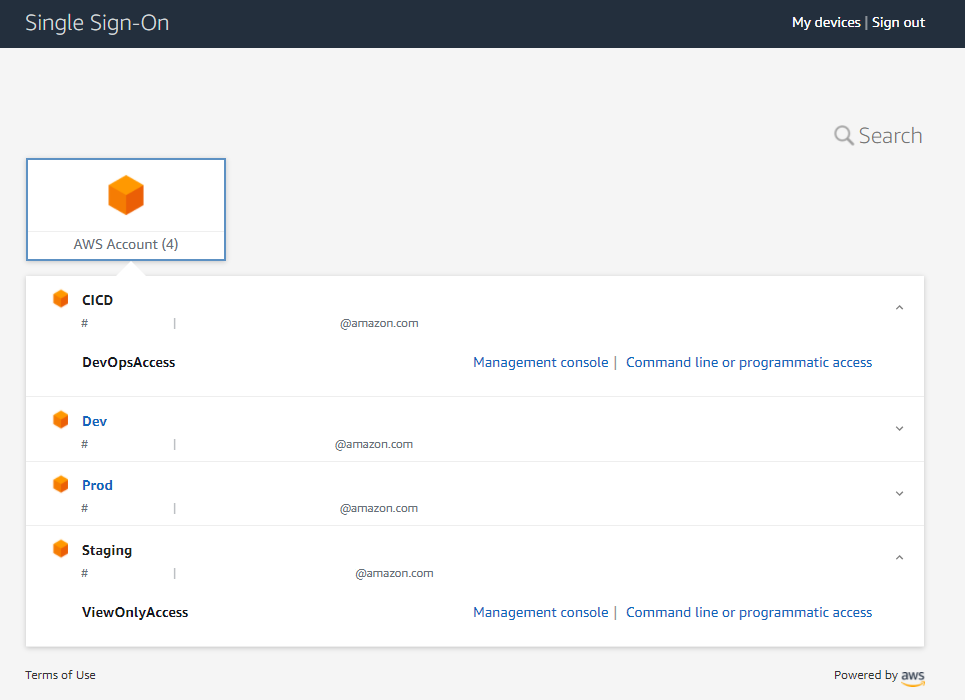 Single Sign-On
My devices | Sign out
Search
AWS Account (4)
CICD
# | @amazon.com
DevOpsAccess Management console | Command line or programmatic access
Dev
# | @amazon.com
Prod
# | @amazon.com
Staging
# | @amazon.com
ViewOnlyAccess Management console | Command line or programmatic access
Terms of Use
Powered by aws